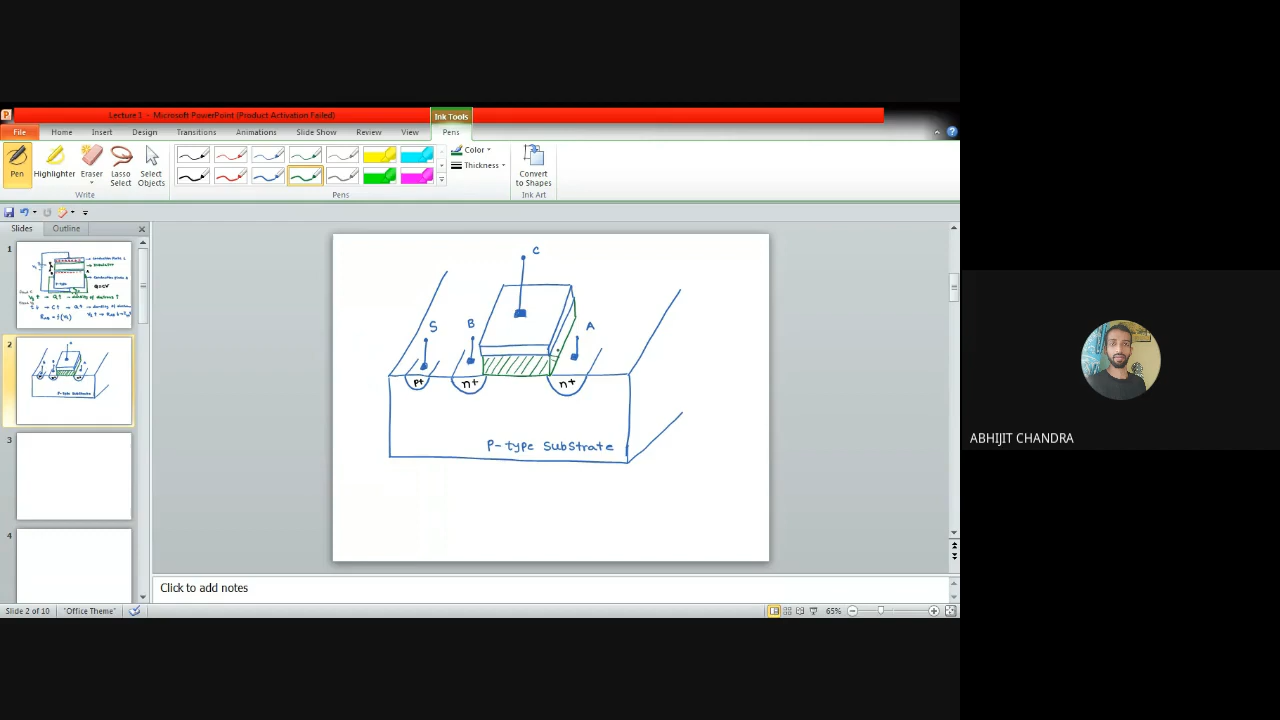 Lecture 1 - Microsoft PowerPoint (Product Activation Failed)
Ink Tools
File Home Insert Design Transitions Animations Slide Show Review View Pens
Pen Highlighter Eraser Lasso Select Select Objects
Color
Thickness
Convert to Shapes
Write Pens Ink Art
Slides Outline
1
2
3
4
C
S B A
P+ n+ n+
P-type Substrate
ABHIJIT CHANDRA
Click to add notes
Slide 2 of 10 "Office Theme" 65%